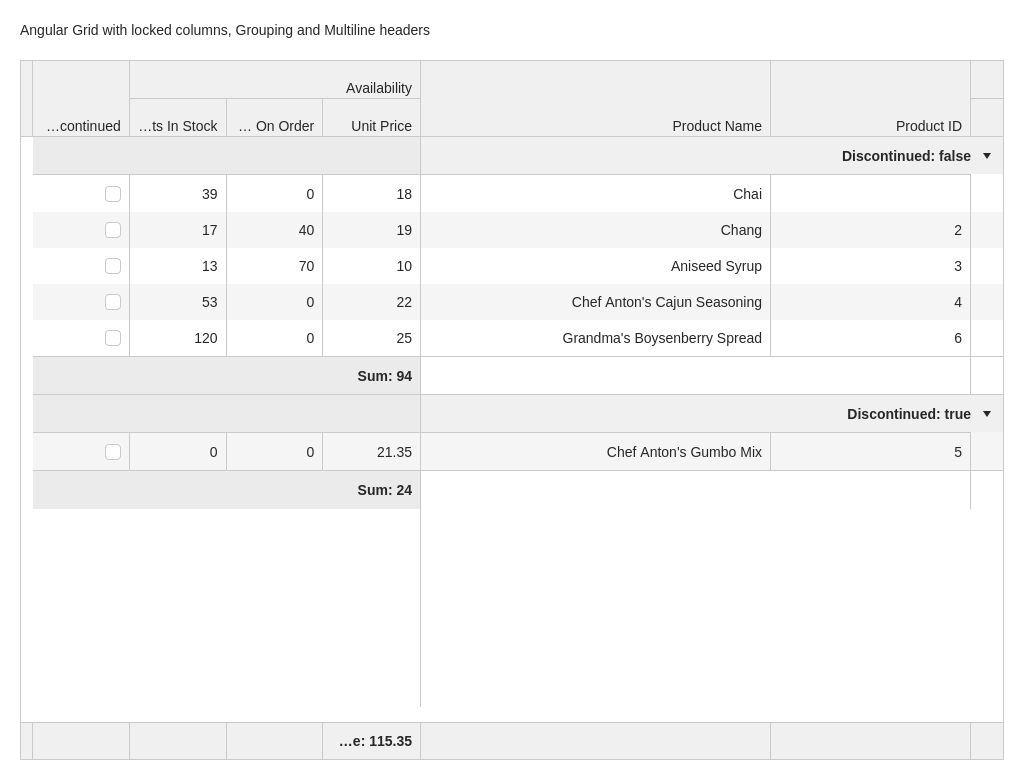 Angular Grid with locked columns, Grouping and Multiline headers
Availability
…continued …ts In Stock … On Order Unit Price Product Name Product ID
Discontinued: false
39 0 18 Chai
17 40 19 Chang 2
13 70 10 Aniseed Syrup 3
53 0 22 Chef Anton's Cajun Seasoning 4
120 0 25 Grandma's Boysenberry Spread 6
Sum: 94
Discontinued: true
0 0 21.35 Chef Anton's Gumbo Mix 5
Sum: 24
…e: 115.35